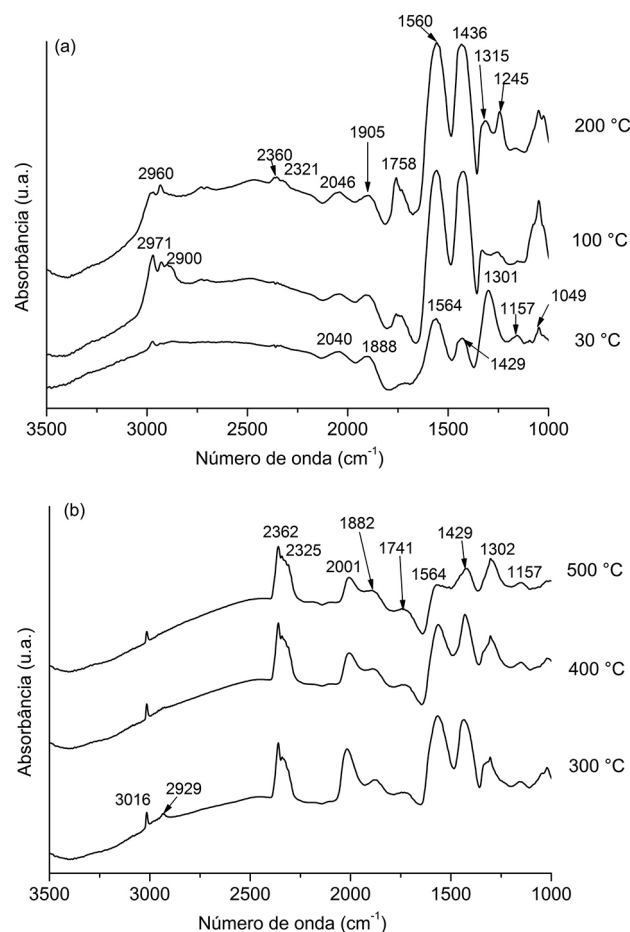 (a)
1560
1436
1315
1245
200 °C
2960
2360
2321
1905
2046
1758
100 °C
2971
2900
1301
1564
1157
1049
30 °C
2040
1888
1429
Absorbância (u.a.)
3500 3000 2500 2000 1500 1000
Número de onda (cm⁻¹)
(b)
2362
2325
1882
2001
1741
1429
1564
1302
1157
500 °C
400 °C
300 °C
3016
2929
Absorbância (u.a.)
3500 3000 2500 2000 1500 1000
Número de onda (cm⁻¹)